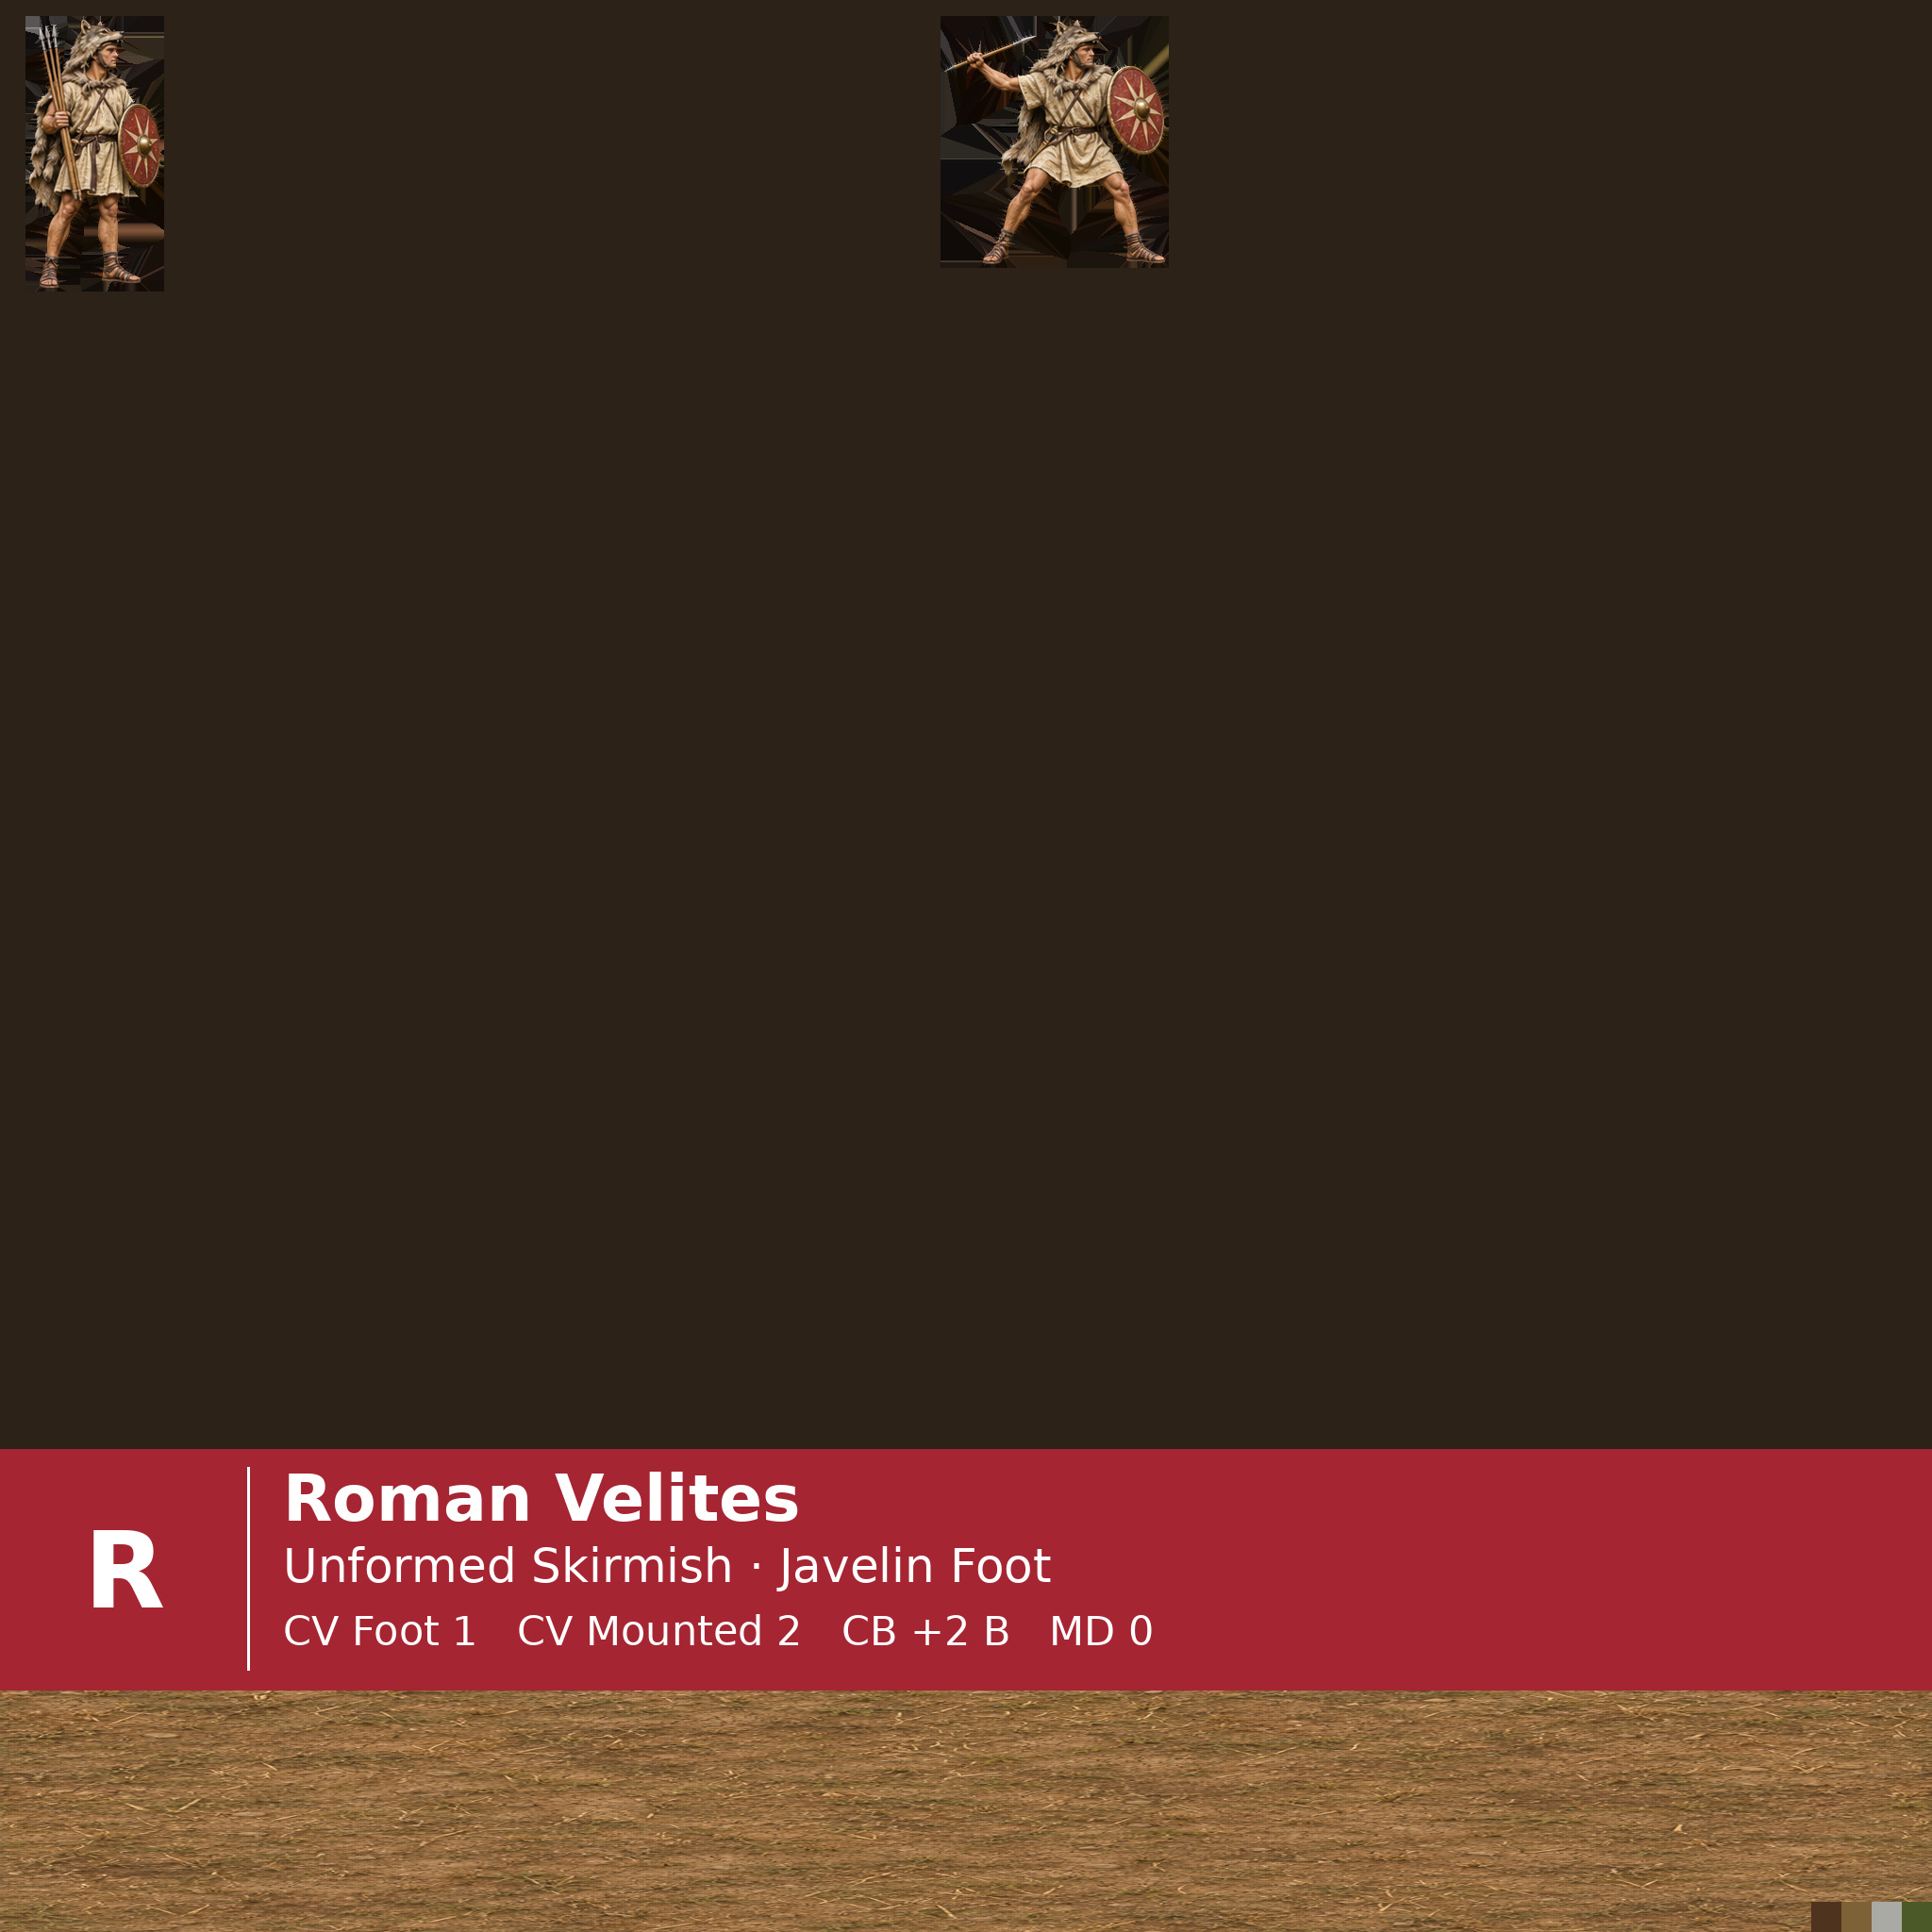 R
Roman Velites
Unformed Skirmish · Javelin Foot
CV Foot 1 CV Mounted 2 CB +2 B MD 0